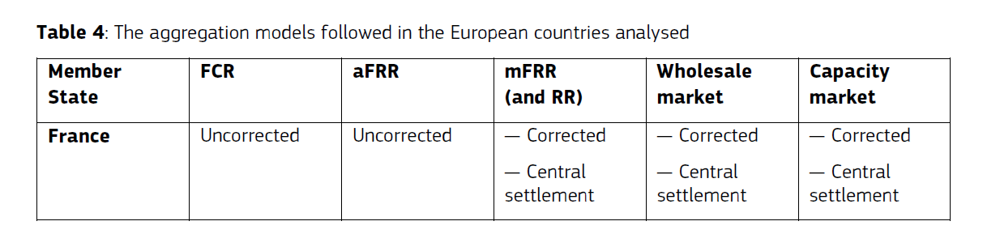 Table 4: The aggregation models followed in the European countries analysed
Member State | FCR | aFRR | mFRR (and RR) | Wholesale market | Capacity market
France | Uncorrected | Uncorrected | — Corrected — Central settlement | — Corrected — Central settlement | — Corrected — Central settlement